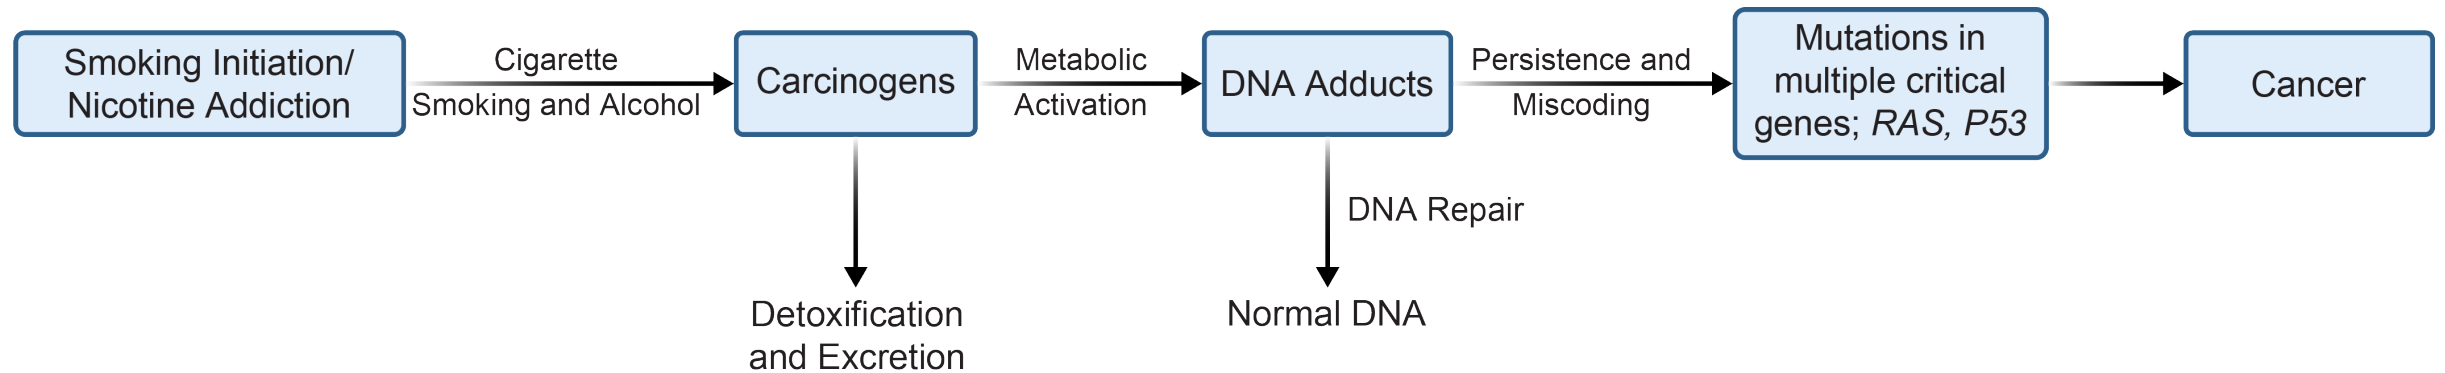 Smoking Initiation/
Nicotine Addiction
Cigarette
Smoking and Alcohol
Carcinogens
Metabolic
Activation
DNA Adducts
Persistence and
Miscoding
Mutations in
multiple critical
genes; RAS, P53
Cancer
DNA Repair
Detoxification
and Excretion
Normal DNA